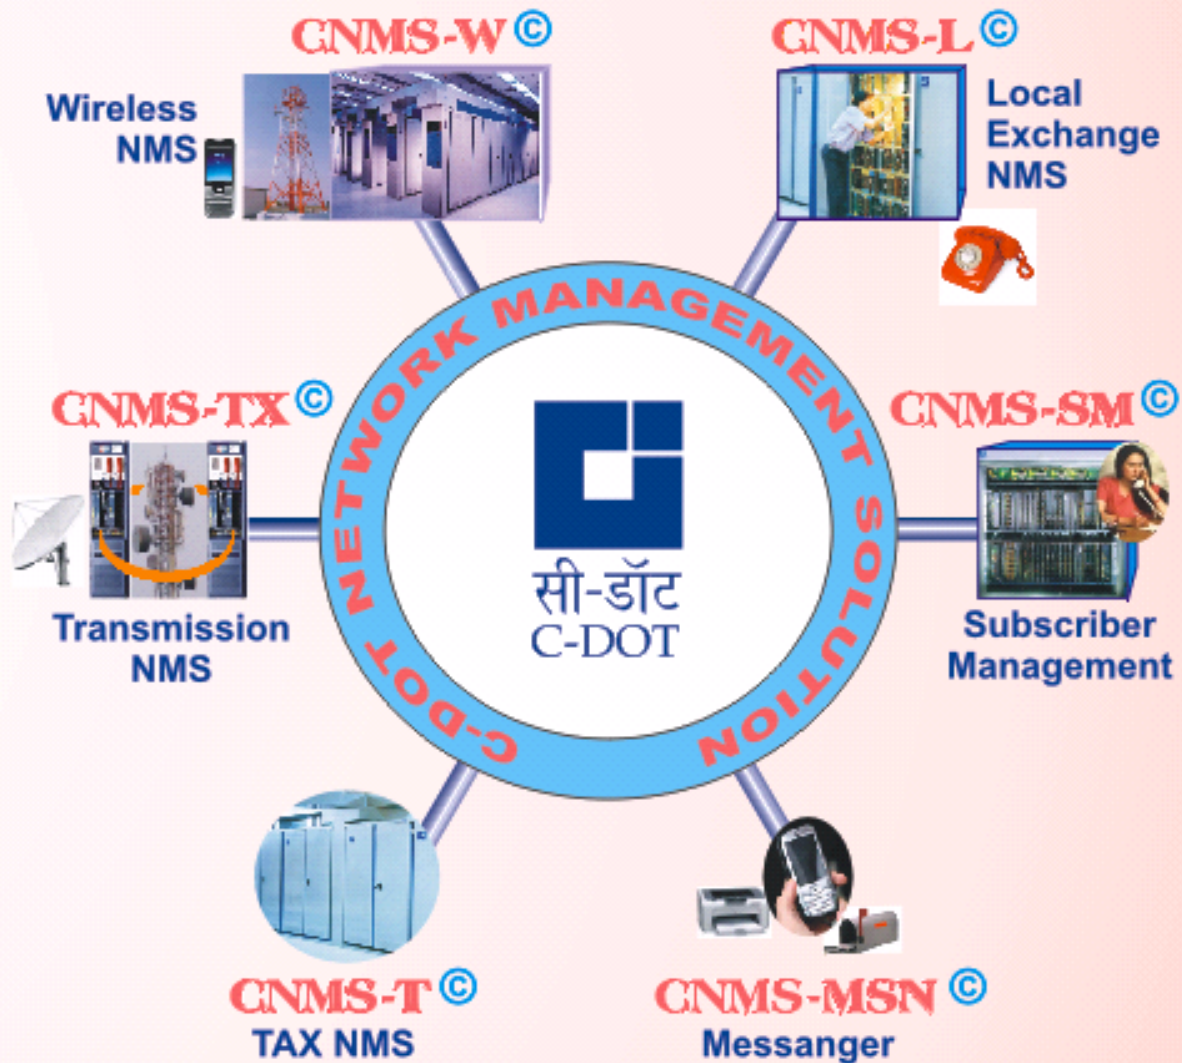 CNMS-W ©
Wireless
NMS
CNMS-L ©
Local
Exchange
NMS
C-DOT NETWORK MANAGEMENT SOLUTION
CNMS-TX ©
Transmission
NMS
सी-डॉट
C-DOT
CNMS-SM ©
Subscriber
Management
CNMS-T ©
TAX NMS
CNMS-MSN ©
Messanger